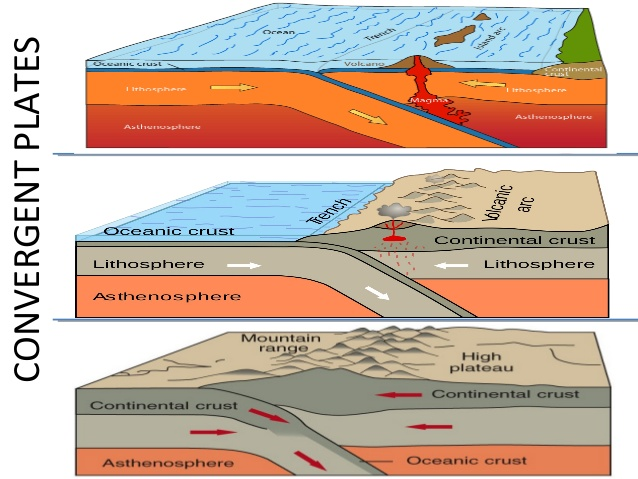 CONVERGENT PLATES
Ocean
Trench
Island arc
Oceanic crust
Volcano
Continental
crust
Lithosphere
Lithosphere
Magma
Asthenosphere
Asthenosphere
Trench
Volcanic
arc
Oceanic crust
Continental crust
Lithosphere
Lithosphere
Asthenosphere
Mountain
range
High
plateau
Continental crust
Continental crust
Asthenosphere
Oceanic crust